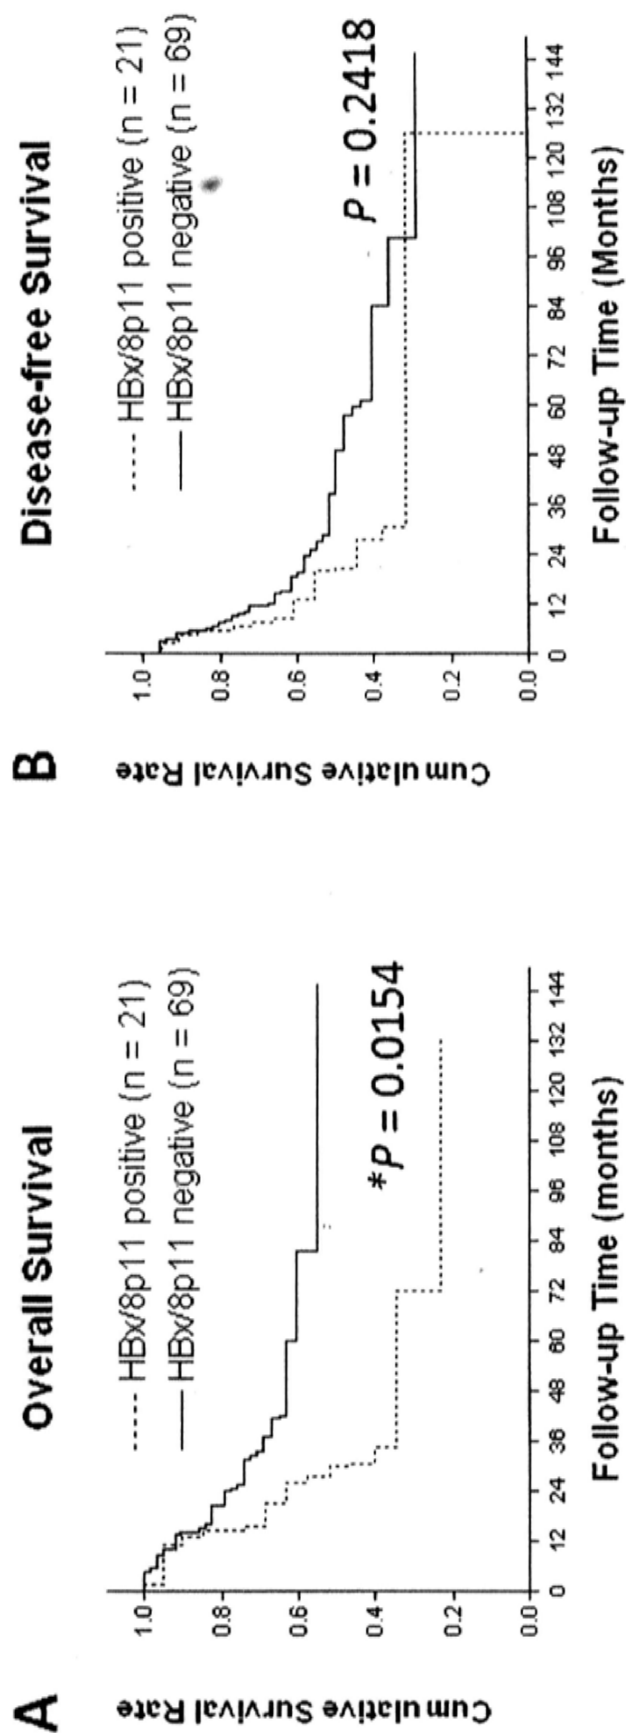 A
Overall Survival
HBx/8p11 positive (n = 21)
HBx/8p11 negative (n = 69)
*P = 0.0154
Cumulative Survival Rate
1.0
0.8
0.6
0.4
0.2
0.0
0 12 24 36 48 60 72 84 96 108 120 132 144
Follow-up Time (months)
B
Disease-free Survival
HBx/8p11 positive (n = 21)
HBx/8p11 negative (n = 69)
P = 0.2418
Cumulative Survival Rate
1.0
0.8
0.6
0.4
0.2
0.0
0 12 24 36 48 60 72 84 96 108 120 132 144
Follow-up Time (Months)